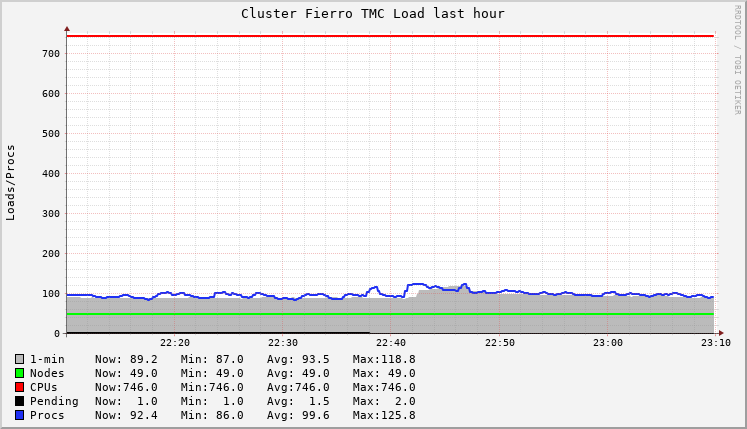 Cluster Fierro TMC Load last hour
RRDTOOL / TOBI OETIKER
Loads/Procs
700
600
500
400
300
200
100
0
22:20 22:30 22:40 22:50 23:00 23:10
1-min Now: 89.2 Min: 87.0 Avg: 93.5 Max:118.8
Nodes Now: 49.0 Min: 49.0 Avg: 49.0 Max: 49.0
CPUs Now:746.0 Min:746.0 Avg:746.0 Max:746.0
Pending Now: 1.0 Min: 1.0 Avg: 1.5 Max: 2.0
Procs Now: 92.4 Min: 86.0 Avg: 99.6 Max:125.8